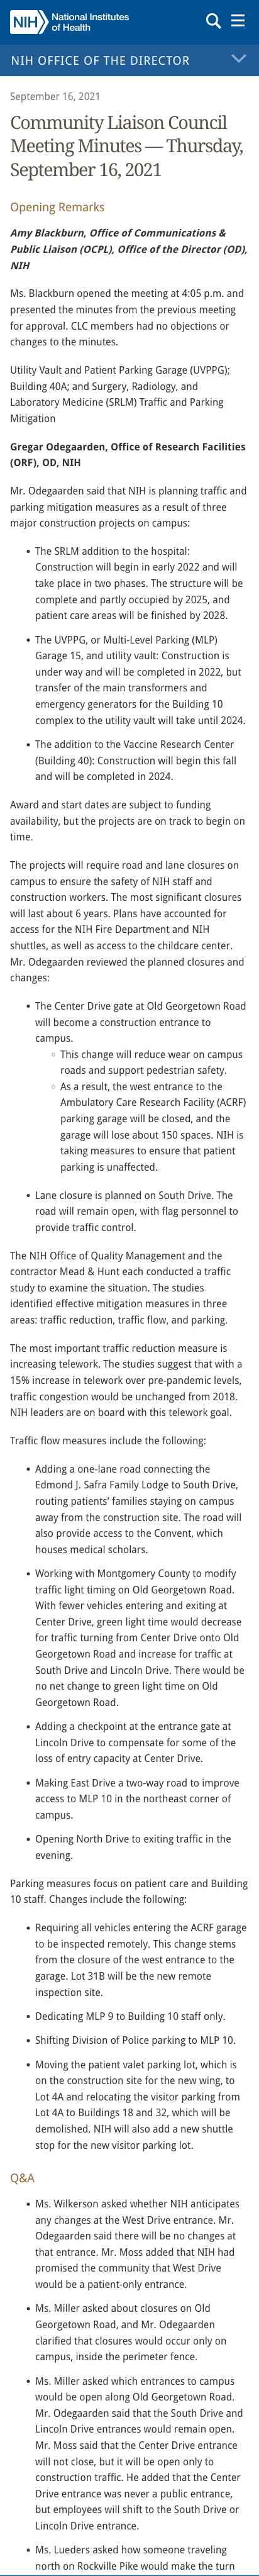 NIH National Institutes
of Health
NIH OFFICE OF THE DIRECTOR
September 16, 2021
Community Liaison Council
Meeting Minutes — Thursday,
September 16, 2021
Opening Remarks
Amy Blackburn, Office of Communications &
Public Liaison (OCPL), Office of the Director (OD),
NIH
Ms. Blackburn opened the meeting at 4:05 p.m. and
presented the minutes from the previous meeting
for approval. CLC members had no objections or
changes to the minutes.
Utility Vault and Patient Parking Garage (UVPPG);
Building 40A; and Surgery, Radiology, and
Laboratory Medicine (SRLM) Traffic and Parking
Mitigation
Gregar Odegaarden, Office of Research Facilities
(ORF), OD, NIH
Mr. Odegaarden said that NIH is planning traffic and
parking mitigation measures as a result of three
major construction projects on campus:
• The SRLM addition to the hospital:
Construction will begin in early 2022 and will
take place in two phases. The structure will be
complete and partly occupied by 2025, and
patient care areas will be finished by 2028.
• The UVPPG, or Multi-Level Parking (MLP)
Garage 15, and utility vault: Construction is
under way and will be completed in 2022, but
transfer of the main transformers and
emergency generators for the Building 10
complex to the utility vault will take until 2024.
• The addition to the Vaccine Research Center
(Building 40): Construction will begin this fall
and will be completed in 2024.
Award and start dates are subject to funding
availability, but the projects are on track to begin on
time.
The projects will require road and lane closures on
campus to ensure the safety of NIH staff and
construction workers. The most significant closures
will last about 6 years. Plans have accounted for
access for the NIH Fire Department and NIH
shuttles, as well as access to the childcare center.
Mr. Odegaarden reviewed the planned closures and
changes:
• The Center Drive gate at Old Georgetown Road
will become a construction entrance to
campus.
◦ This change will reduce wear on campus
roads and support pedestrian safety.
◦ As a result, the west entrance to the
Ambulatory Care Research Facility (ACRF)
parking garage will be closed, and the
garage will lose about 150 spaces. NIH is
taking measures to ensure that patient
parking is unaffected.
• Lane closure is planned on South Drive. The
road will remain open, with flag personnel to
provide traffic control.
The NIH Office of Quality Management and the
contractor Mead & Hunt each conducted a traffic
study to examine the situation. The studies
identified effective mitigation measures in three
areas: traffic reduction, traffic flow, and parking.
The most important traffic reduction measure is
increasing telework. The studies suggest that with a
15% increase in telework over pre-pandemic levels,
traffic congestion would be unchanged from 2018.
NIH leaders are on board with this telework goal.
Traffic flow measures include the following:
• Adding a one-lane road connecting the
Edmond J. Safra Family Lodge to South Drive,
routing patients’ families staying on campus
away from the construction site. The road will
also provide access to the Convent, which
houses medical scholars.
• Working with Montgomery County to modify
traffic light timing on Old Georgetown Road.
With fewer vehicles entering and exiting at
Center Drive, green light time would decrease
for traffic turning from Center Drive onto Old
Georgetown Road and increase for traffic at
South Drive and Lincoln Drive. There would be
no net change to green light time on Old
Georgetown Road.
• Adding a checkpoint at the entrance gate at
Lincoln Drive to compensate for some of the
loss of entry capacity at Center Drive.
• Making East Drive a two-way road to improve
access to MLP 10 in the northeast corner of
campus.
• Opening North Drive to exiting traffic in the
evening.
Parking measures focus on patient care and Building
10 staff. Changes include the following:
• Requiring all vehicles entering the ACRF garage
to be inspected remotely. This change stems
from the closure of the west entrance to the
garage. Lot 31B will be the new remote
inspection site.
• Dedicating MLP 9 to Building 10 staff only.
• Shifting Division of Police parking to MLP 10.
• Moving the patient valet parking lot, which is
on the construction site for the new wing, to
Lot 4A and relocating the visitor parking from
Lot 4A to Buildings 18 and 32, which will be
demolished. NIH will also add a new shuttle
stop for the new visitor parking lot.
Q&A
• Ms. Wilkerson asked whether NIH anticipates
any changes at the West Drive entrance. Mr.
Odegaarden said there will be no changes at
that entrance. Mr. Moss added that NIH had
promised the community that West Drive
would be a patient-only entrance.
• Ms. Miller asked about closures on Old
Georgetown Road, and Mr. Odegaarden
clarified that closures would occur only on
campus, inside the perimeter fence.
• Ms. Miller asked which entrances to campus
would be open along Old Georgetown Road.
Mr. Odegaarden said that the South Drive and
Lincoln Drive entrances would remain open.
Mr. Moss said that the Center Drive entrance
will not close, but it will be open only to
construction traffic. He added that the Center
Drive entrance was never a public entrance,
but employees will shift to the South Drive or
Lincoln Drive entrance.
• Ms. Lueders asked how someone traveling
north on Rockville Pike would make the turn